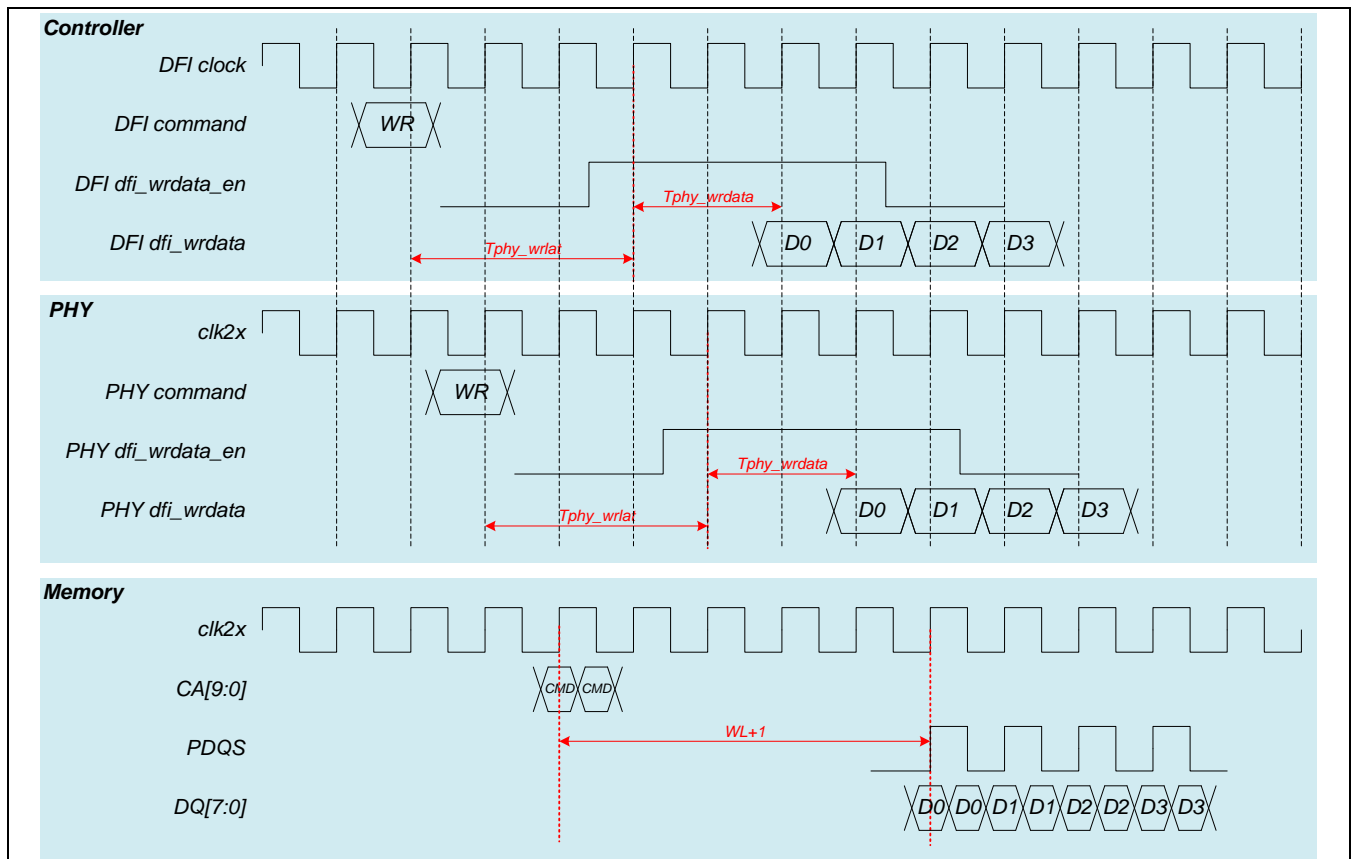 Controller
DFI clock
DFI command
WR
DFI dfi_wrdata_en
Tphy_wrdata
DFI dfi_wrdata
Tphy_wrlat
D0 D1 D2 D3
PHY
clk2x
PHY command
WR
PHY dfi_wrdata_en
Tphy_wrdata
PHY dfi_wrdata
Tphy_wrlat
D0 D1 D2 D3
Memory
clk2x
CA[9:0]
CMD CMD
WL+1
PDQS
DQ[7:0]
D0 D0 D1 D1 D2 D2 D3 D3